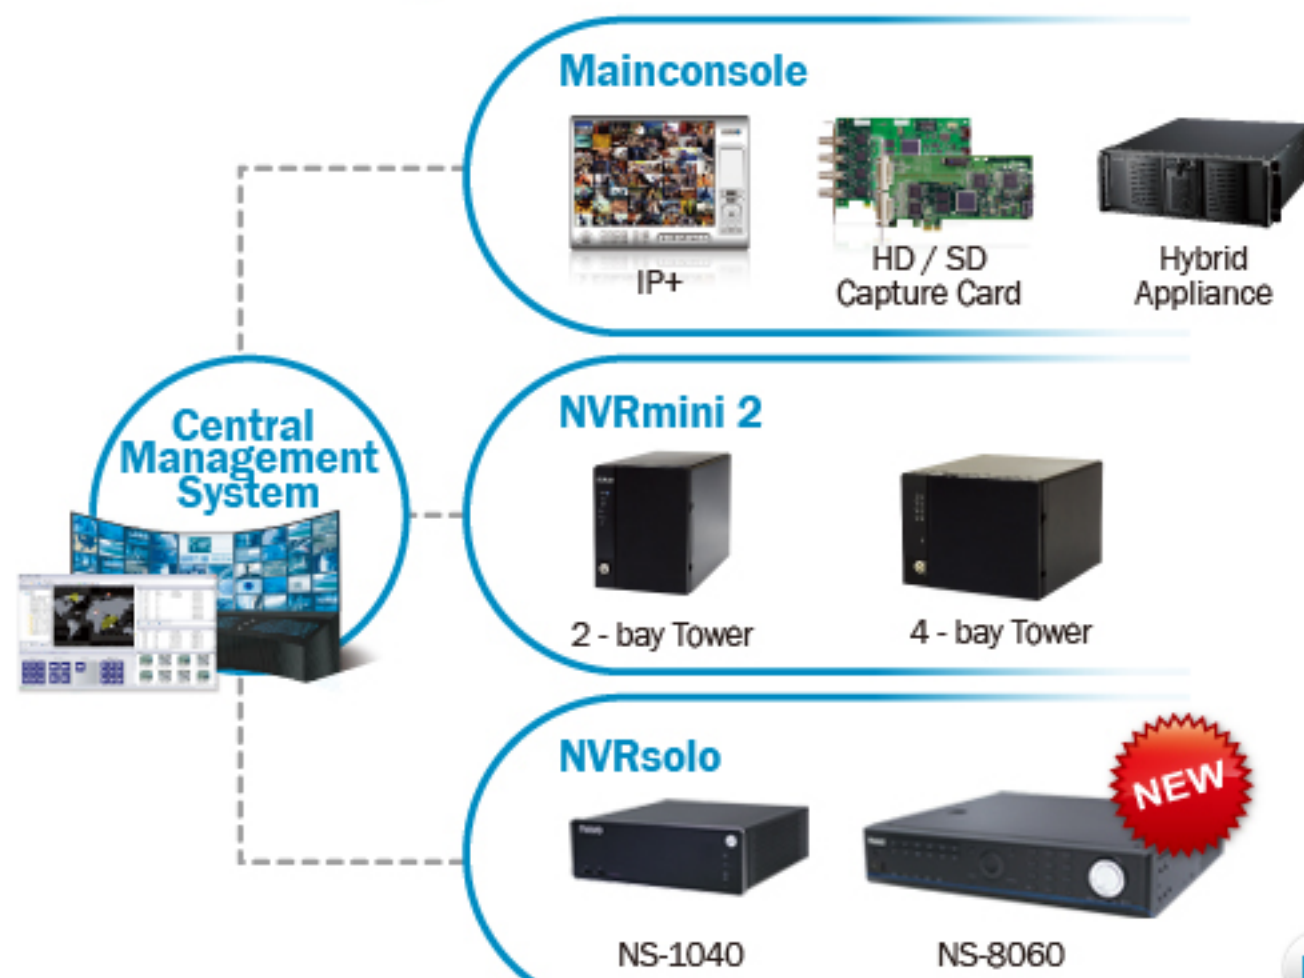 Mainconsole
IP+
HD / SD
Capture Card
Hybrid
Appliance
Central
Management
System
NVRmini 2
2 - bay Tower
4 - bay Tower
NVRsolo
NEW
NS-1040
NS-8060